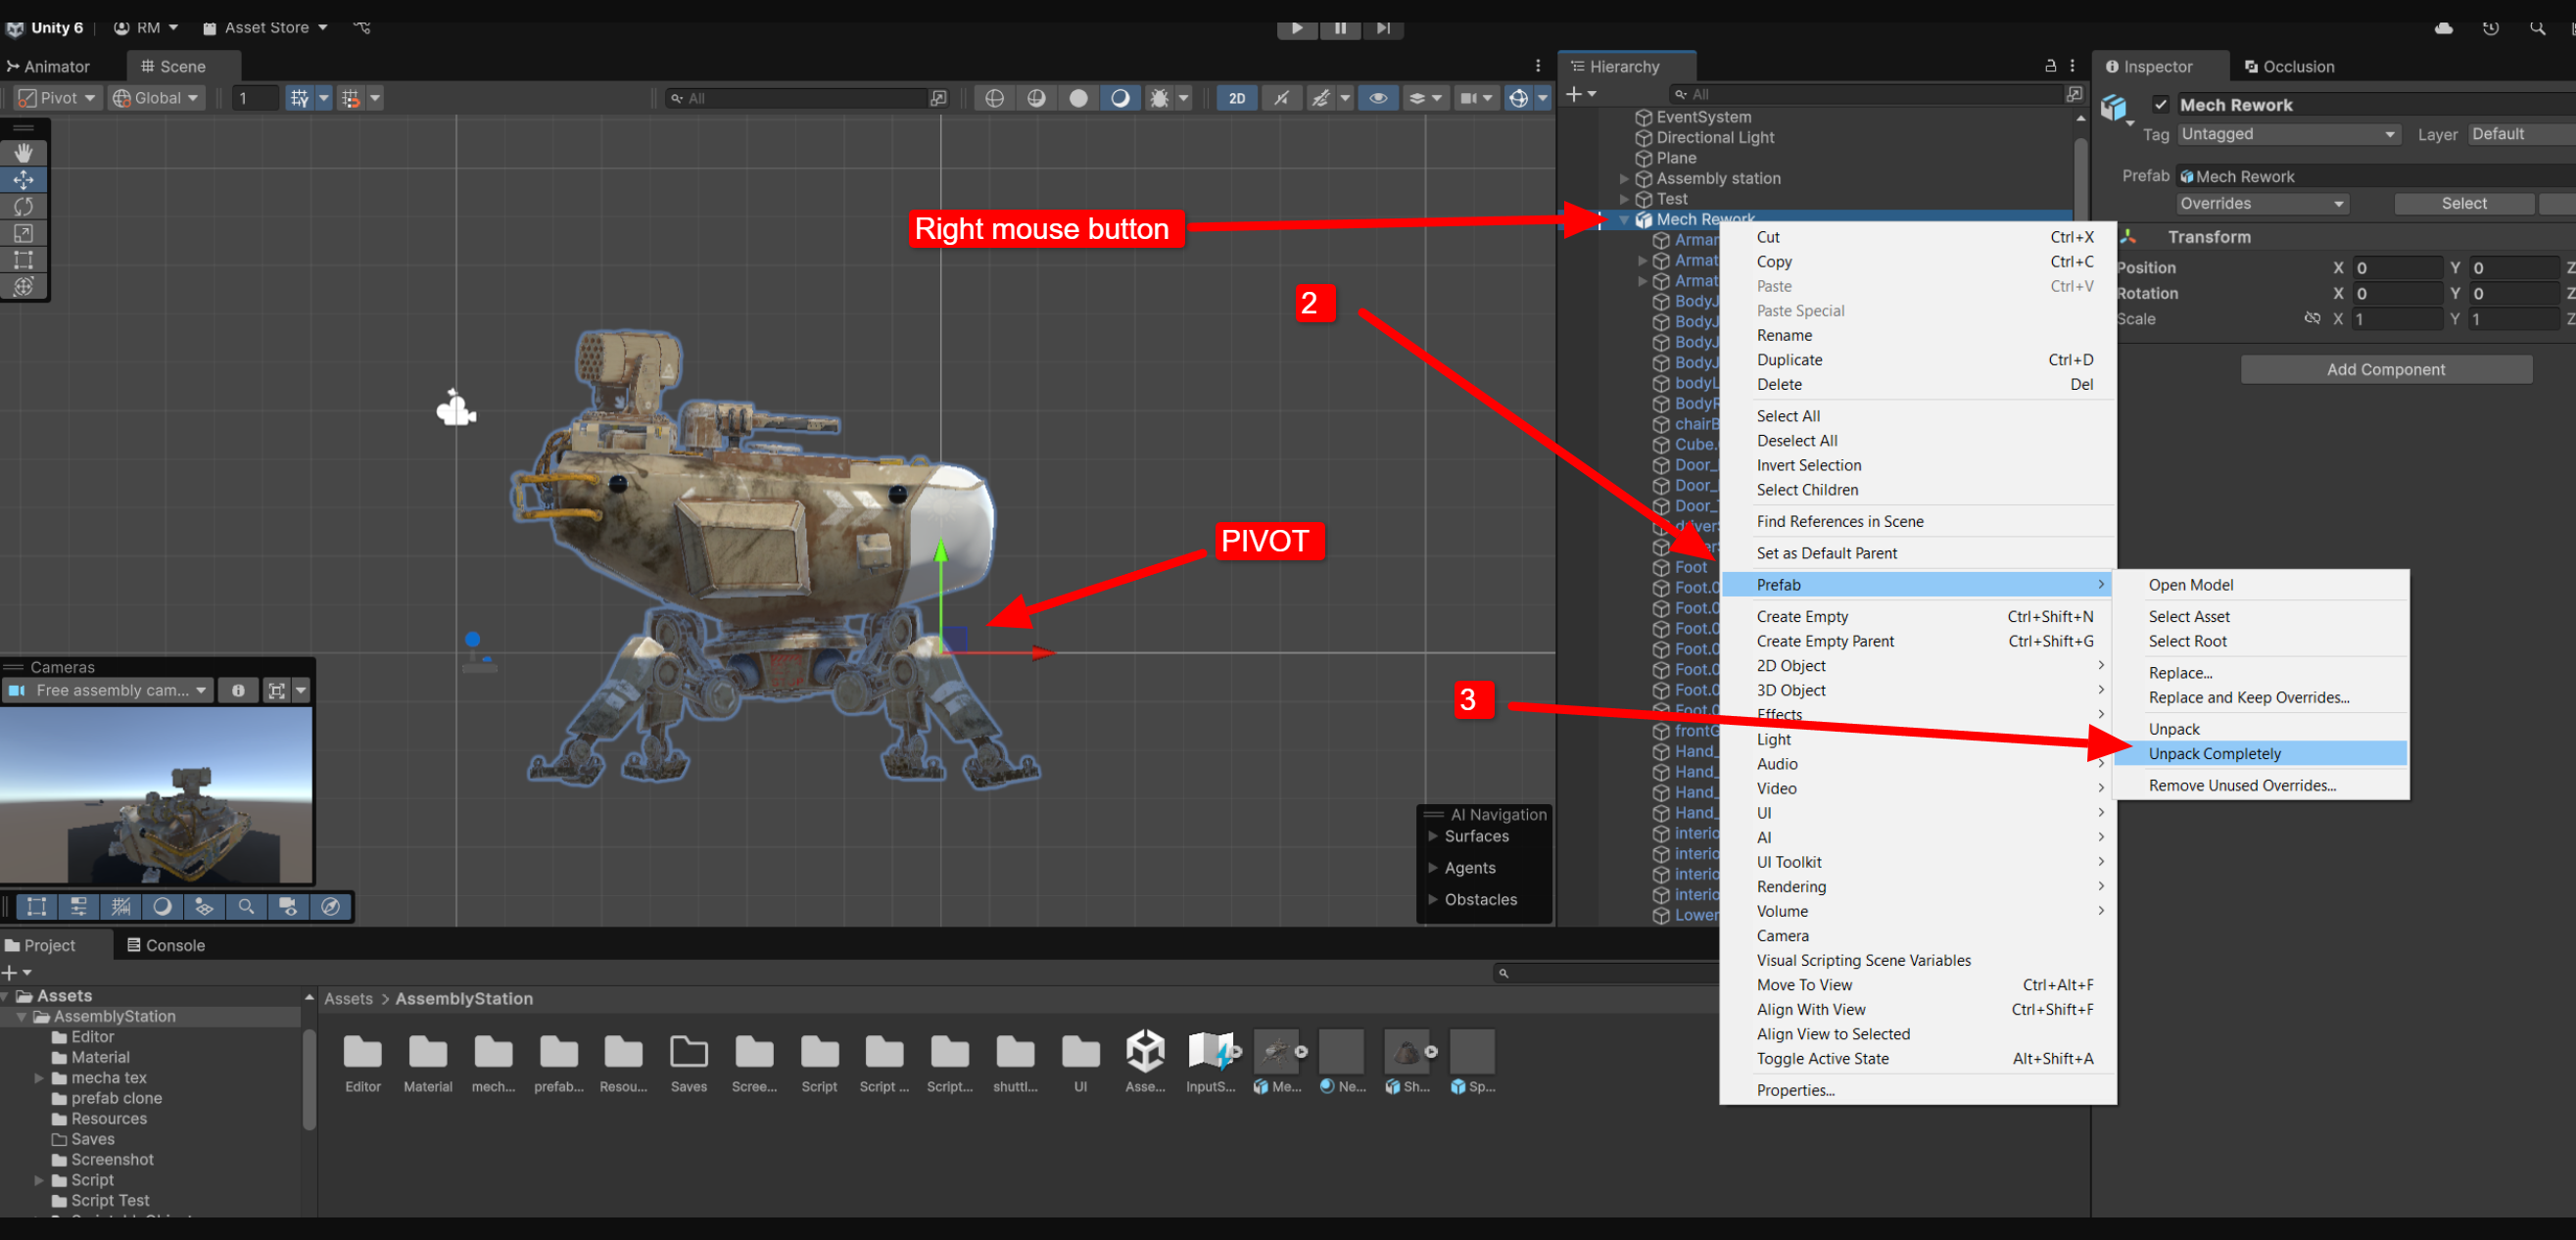 Unity 6
RM
Asset Store
Animator
Scene
Hierarchy
Inspector
Occlusion
Pivot
Global
1
All
2D
All
EventSystem
Directional Light
Plane
Assembly station
Test
Mech Rework
Mech Rework
Tag
Untagged
Layer
Default
Prefab
Mech Rework
Overrides
Select
Transform
Position
X
0
Y
0
Z
Rotation
X
0
Y
0
Z
Scale
X
1
Y
1
Z
Add Component
Right mouse button
2
PIVOT
3
Armat
Armat
BodyJ
BodyJ
BodyJ
BodyJ
bodyL
BodyR
chairB
Cube.
Door_
Door_
Door_
Foot
Foot.0
Foot.0
Foot.0
Foot.0
Foot.0
Foot.0
Foot.0
frontG
Hand_
Hand_
Hand_
Hand_
interio
interio
interio
interio
Lower
Cut Ctrl+X
Copy Ctrl+C
Paste Ctrl+V
Paste Special
Rename
Duplicate Ctrl+D
Delete Del
Select All
Deselect All
Invert Selection
Select Children
Find References in Scene
Set as Default Parent
Prefab
Create Empty Ctrl+Shift+N
Create Empty Parent Ctrl+Shift+G
2D Object
3D Object
Effects
Light
Audio
Video
UI
AI
UI Toolkit
Rendering
Volume
Camera
Visual Scripting Scene Variables
Move To View Ctrl+Alt+F
Align With View Ctrl+Shift+F
Align View to Selected
Toggle Active State Alt+Shift+A
Properties...
Open Model
Select Asset
Select Root
Replace...
Replace and Keep Overrides...
Unpack
Unpack Completely
Remove Unused Overrides...
Cameras
Free assembly cam...
AI Navigation
Surfaces
Agents
Obstacles
Project
Console
Assets
AssemblyStation
Editor
Material
mecha tex
prefab clone
Resources
Saves
Screenshot
Script
Script Test
Assets > AssemblyStation
Editor
Material
mech...
prefab...
Resou...
Saves
Scree...
Script
Script ...
Script...
shuttl...
UI
Asse...
InputS...
Me...
Ne...
Sh...
Sp...